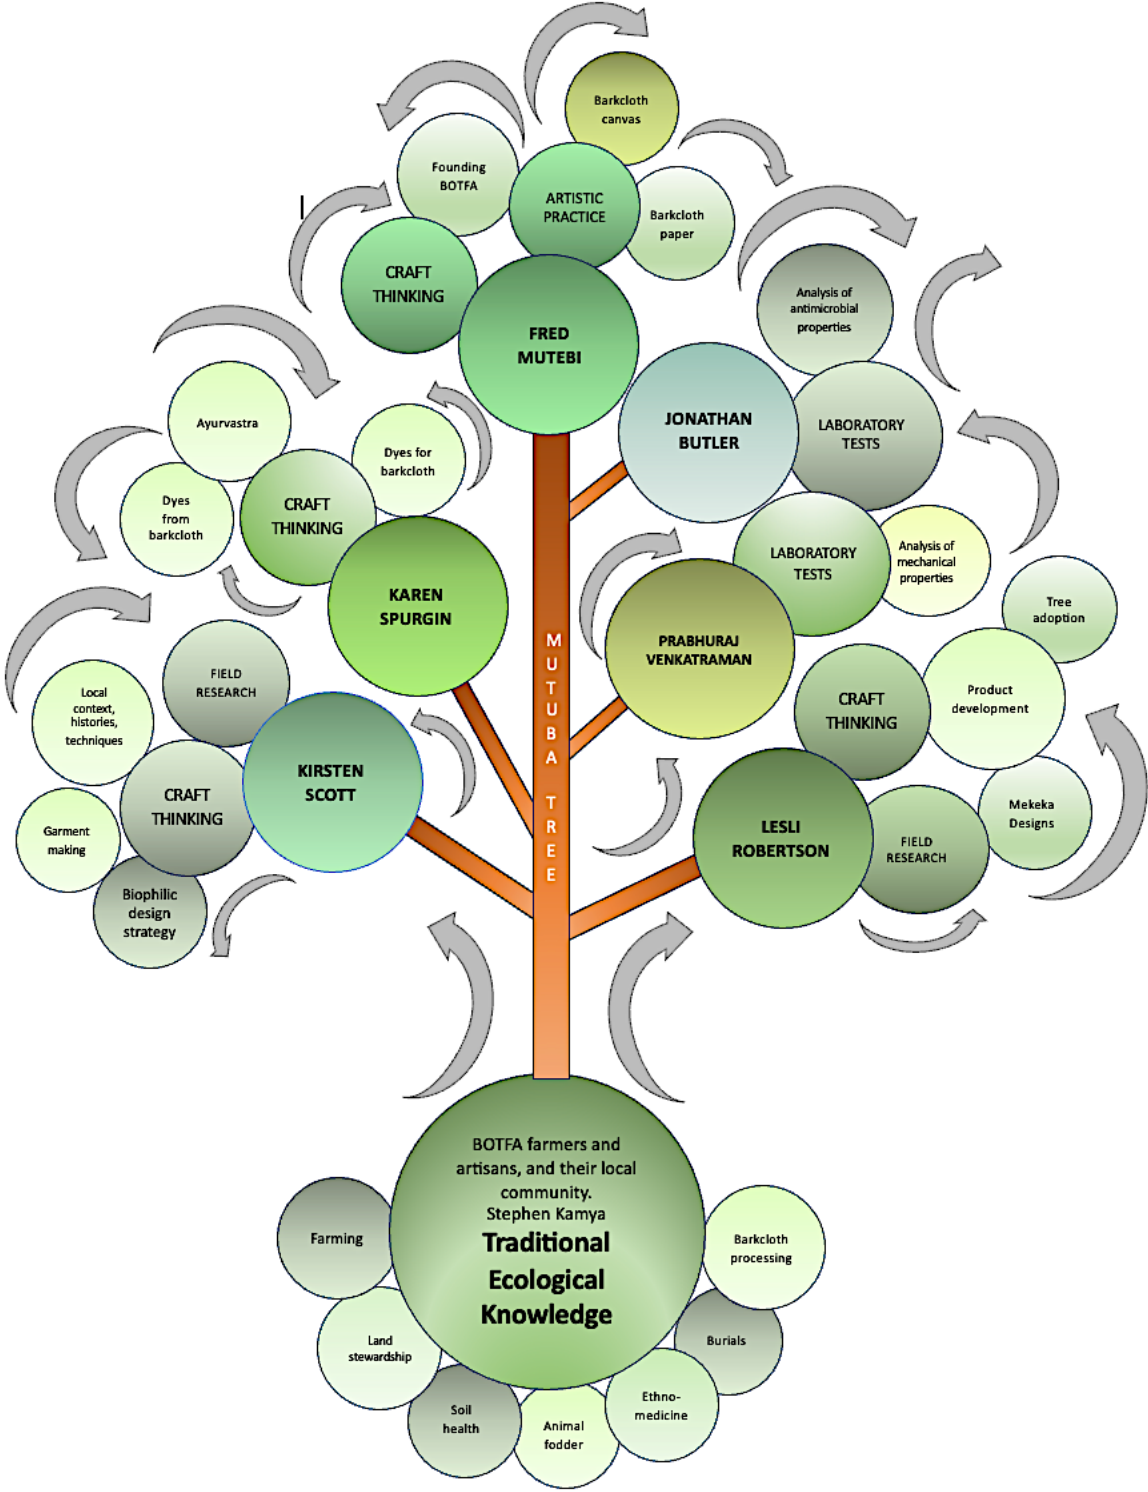 Barkcloth
canvas
Founding
BOTFA
ARTISTIC
PRACTICE
Barkcloth
paper
CRAFT
THINKING
FRED
MUTEBI
Analysis of
antimicrobial
properties
JONATHAN
BUTLER
LABORATORY
TESTS
Ayurvastra
Dyes for
barkcloth
Dyes
from
barkcloth
CRAFT
THINKING
KAREN
SPURGIN
LABORATORY
TESTS
Analysis of
mechanical
properties
PRABHURAJ
VENKATRAMAN
Tree
adoption
Product
development
CRAFT
THINKING
Mekeka
Designs
LESLI
ROBERTSON
FIELD
RESEARCH
FIELD
RESEARCH
Local
context,
histories,
techniques
KIRSTEN
SCOTT
CRAFT
THINKING
Garment
making
Biophilic
design
strategy
MUTUBA TREE
BOTFA farmers and
artisans, and their local
community.
Stephen Kamya
Traditional
Ecological
Knowledge
Farming
Land
stewardship
Soil
health
Animal
fodder
Ethno-
medicine
Burials
Barkcloth
processing